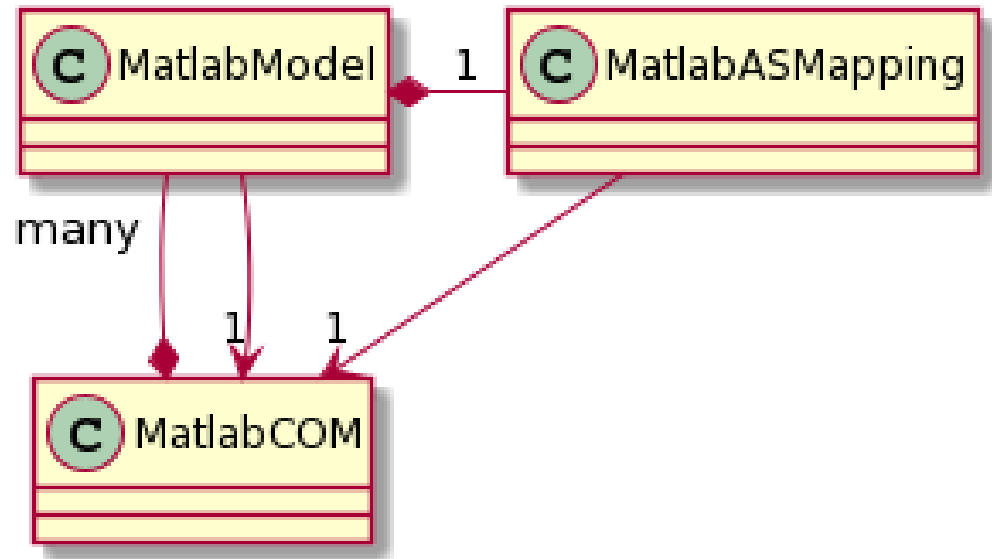 C MatlabModel
1
C MatlabASMapping
many
1
1
C MatlabCOM